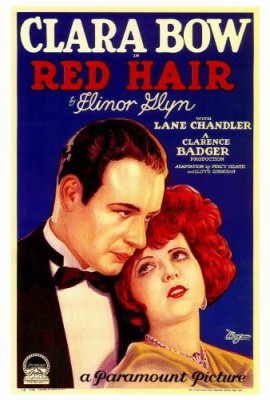 CLARA BOW
in
RED HAIR
by Elinor Glyn
WITH
LANE CHANDLER
A
CLARENCE
BADGER
PRODUCTION
a Paramount Picture